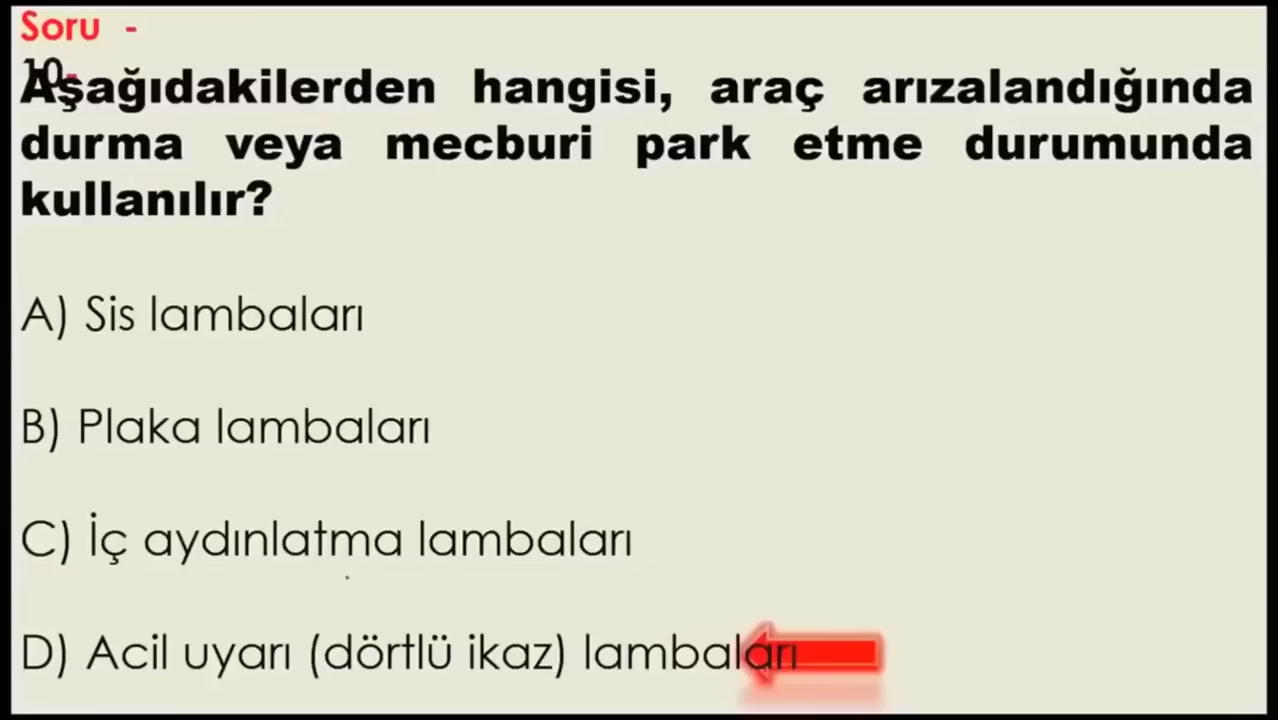 Soru -
10-
Aşağıdakilerden hangisi, araç arızalandığında
durma veya mecburi park etme durumunda
kullanılır?
A) Sis lambaları
B) Plaka lambaları
C) İç aydınlatma lambaları
D) Acil uyarı (dörtlü ikaz) lambaları